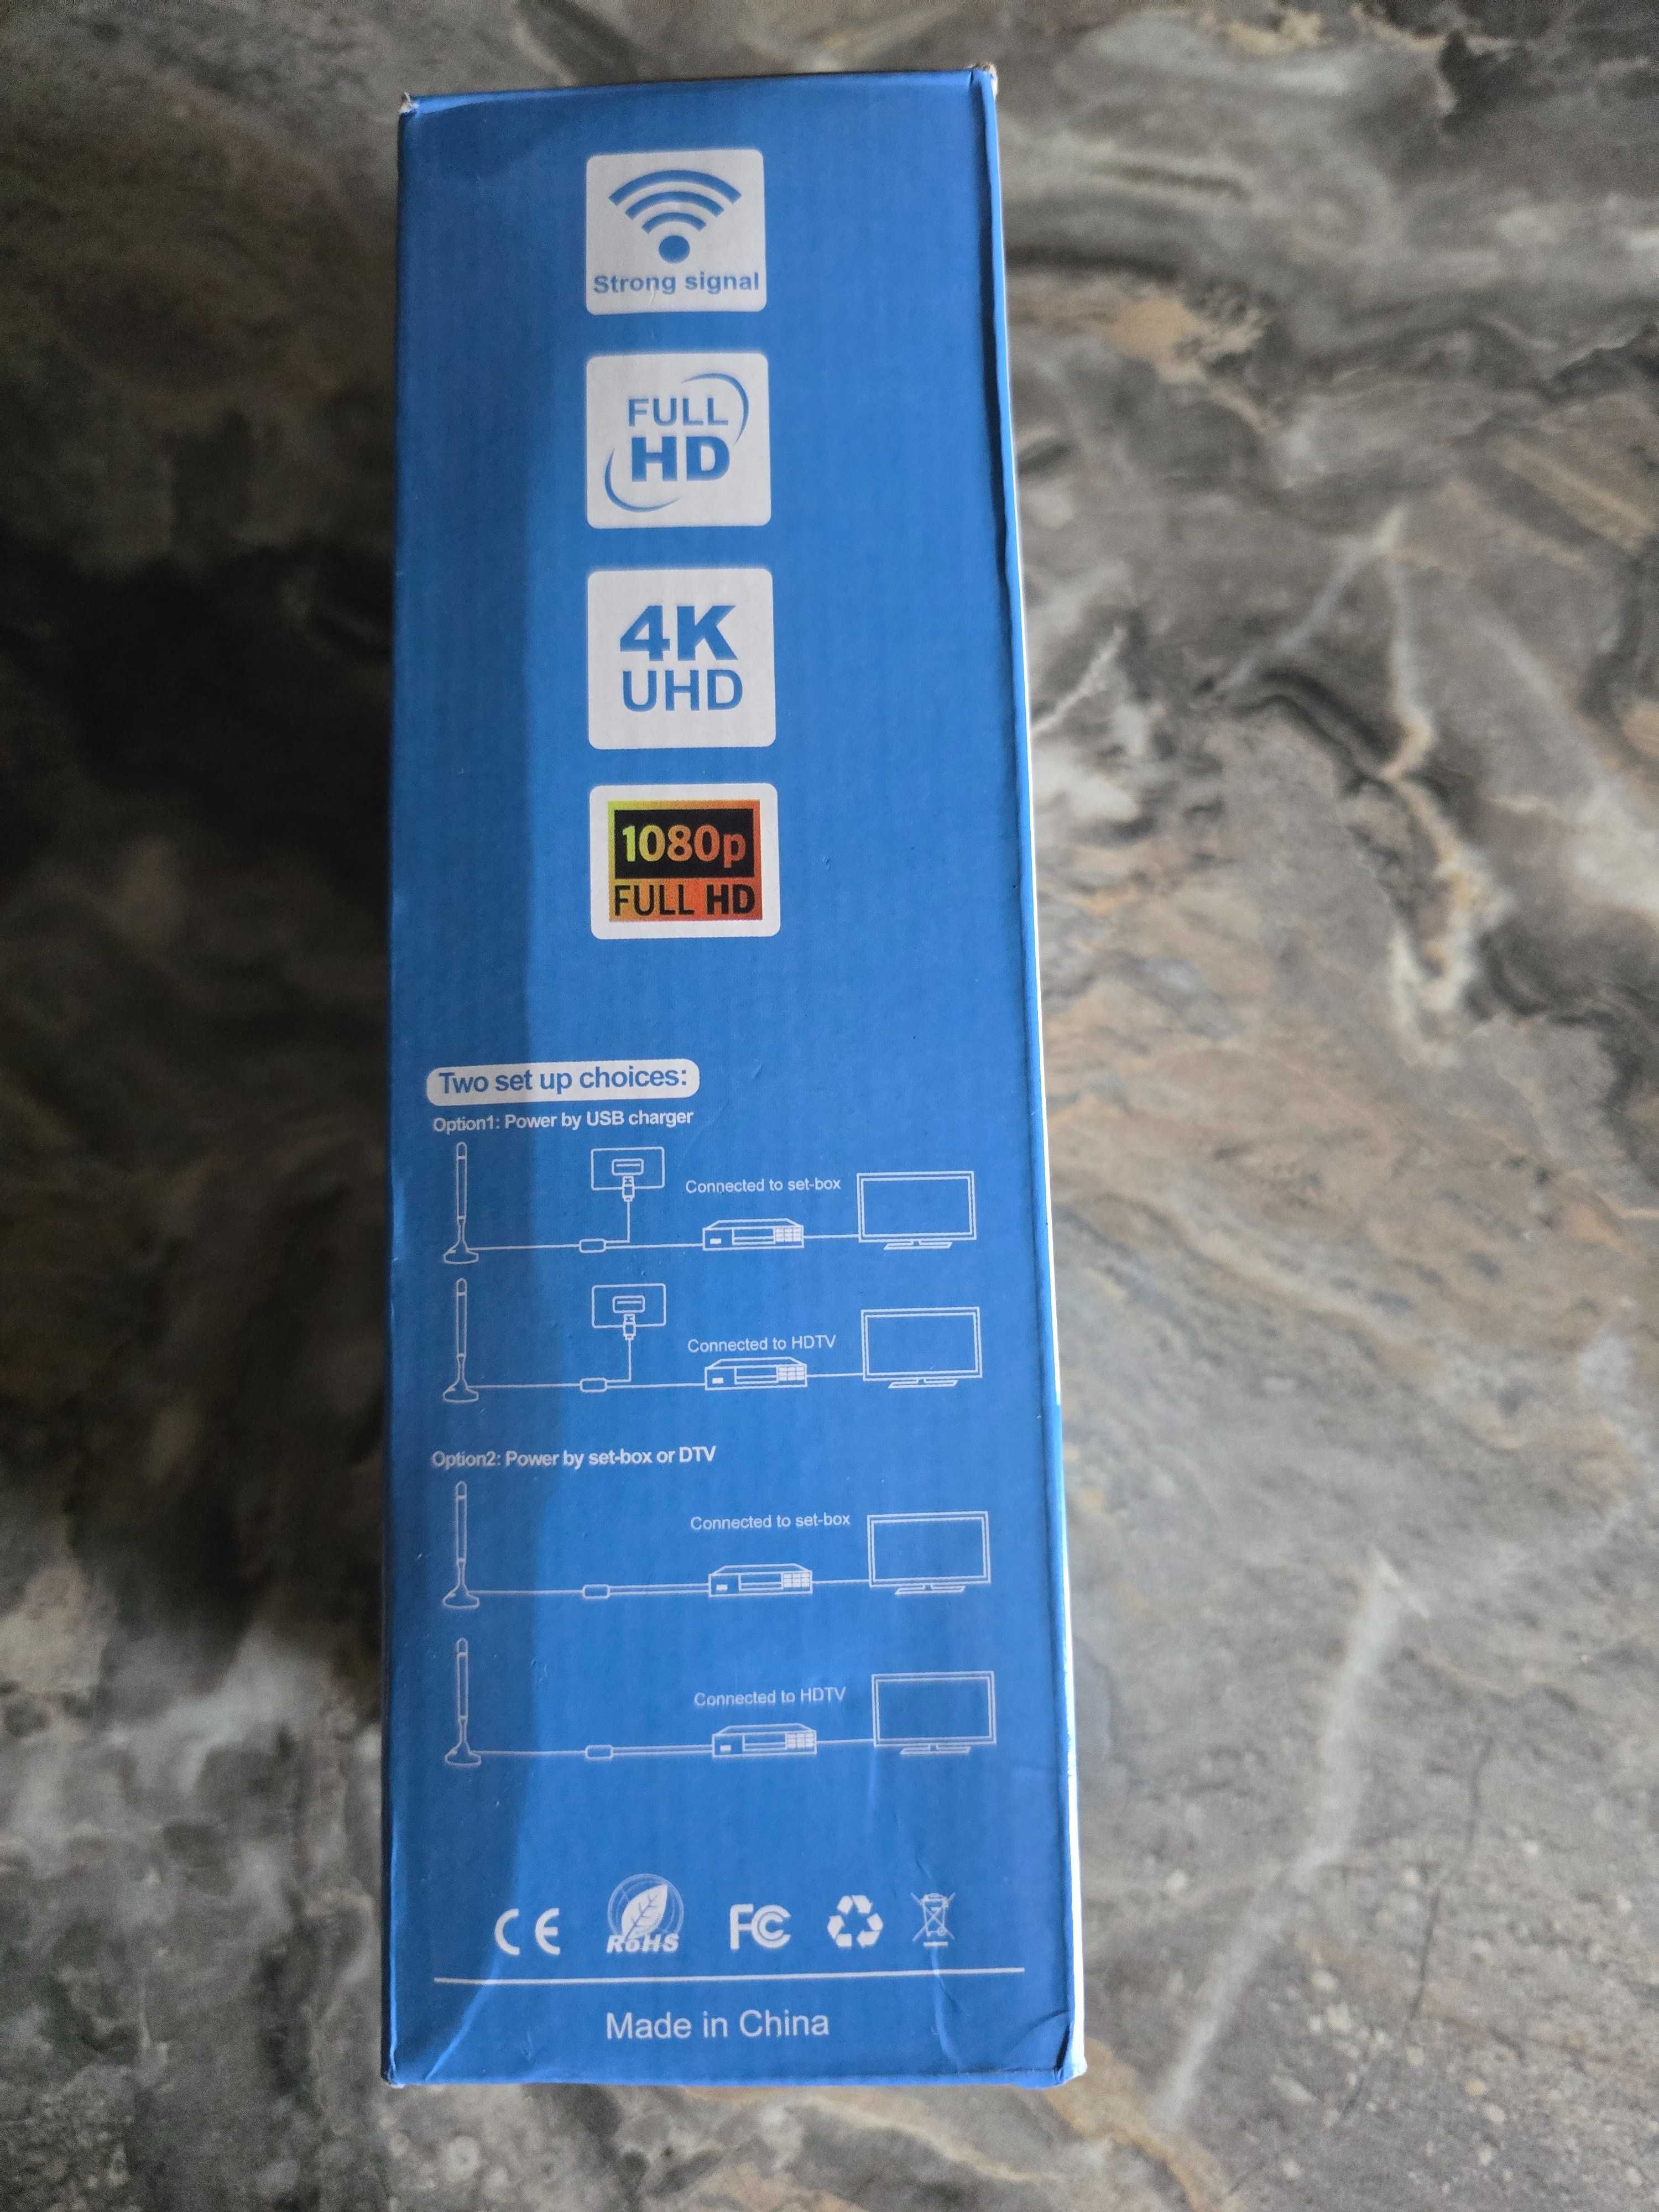 Strong signal
FULL
HD
4K
UHD
1080p
FULL HD
Two set up choices:
Option1: Power by USB charger
Connected to set-box
Connected to HDTV
Option2: Power by set-box or DTV
Connected to set-box
Connected to HDTV
CE RoHS FC
Made in China